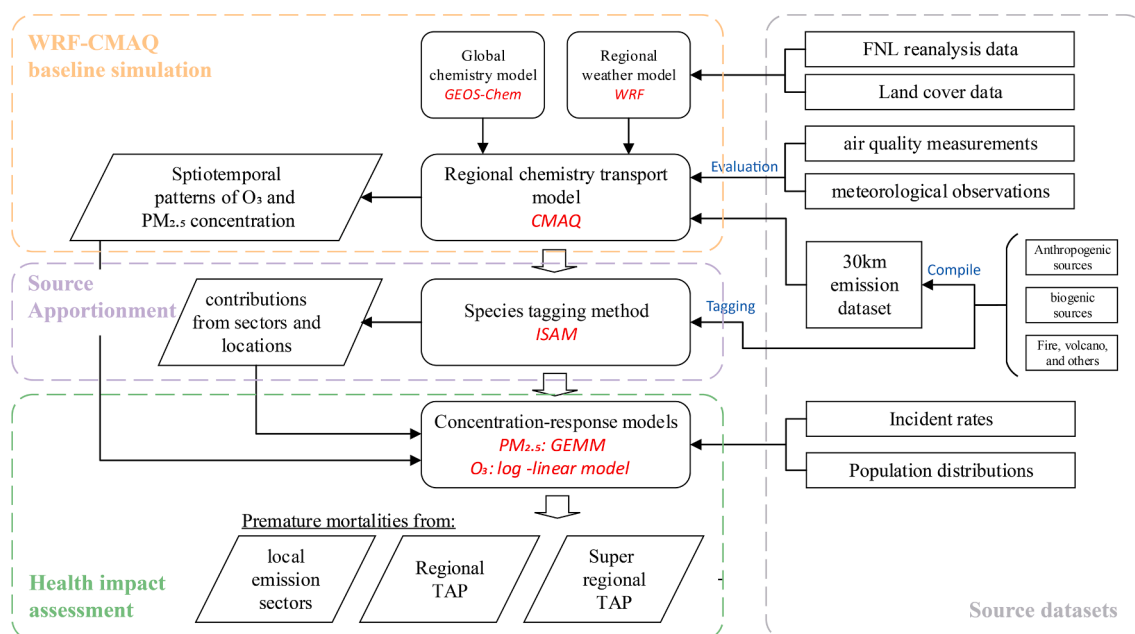 WRF-CMAQ
baseline simulation
Global
chemistry model
GEOS-Chem
Regional
weather model
WRF
FNL reanalysis data
Land cover data
air quality measurements
meteorological observations
Evaluation
Sptiotemporal
patterns of O₃ and
PM₂.₅ concentration
Regional chemistry transport
model
CMAQ
30km
emission
dataset
Compile
Anthropogenic
sources
biogenic
sources
Fire, volcano,
and others
Source
Apportionment
contributions
from sectors and
locations
Species tagging method
ISAM
Tagging
Concentration-response models
PM₂.₅: GEMM
O₃: log -linear model
Incident rates
Population distributions
Premature mortalities from:
local
emission
sectors
Regional
TAP
Super
regional
TAP
Health impact
assessment
Source datasets